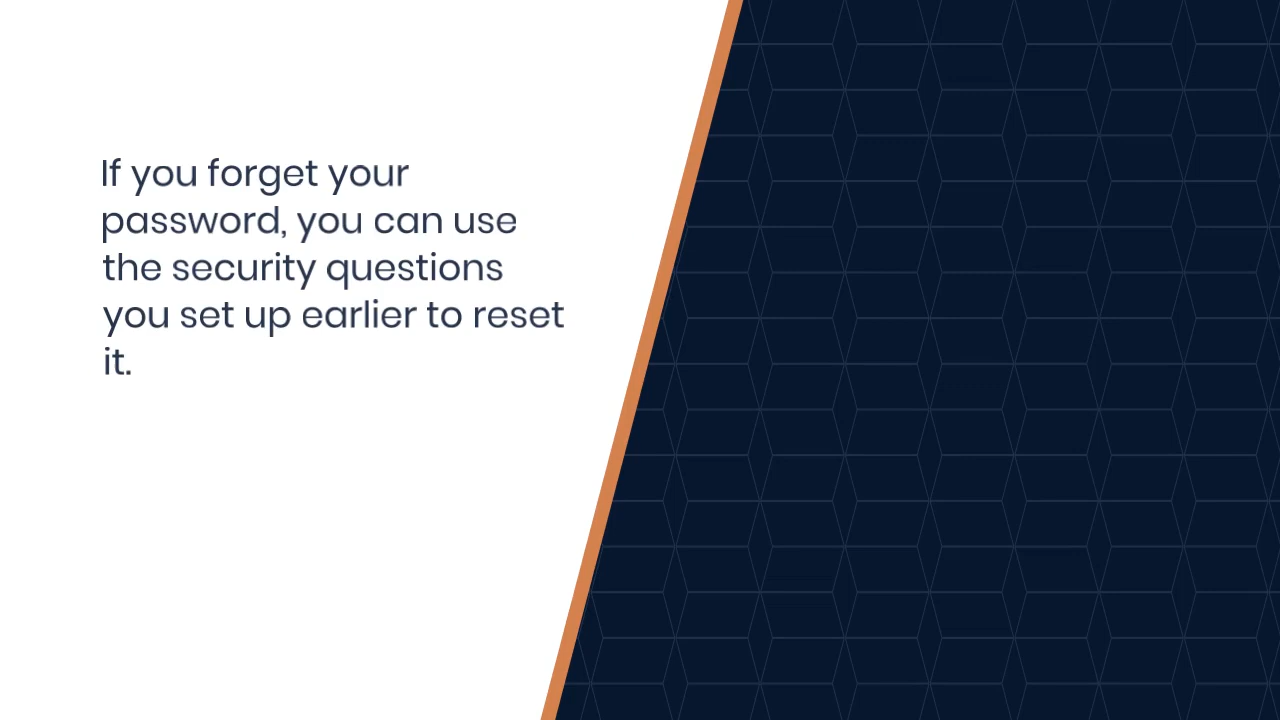 If you forget your
password, you can use
the security questions
you set up earlier to reset
it.